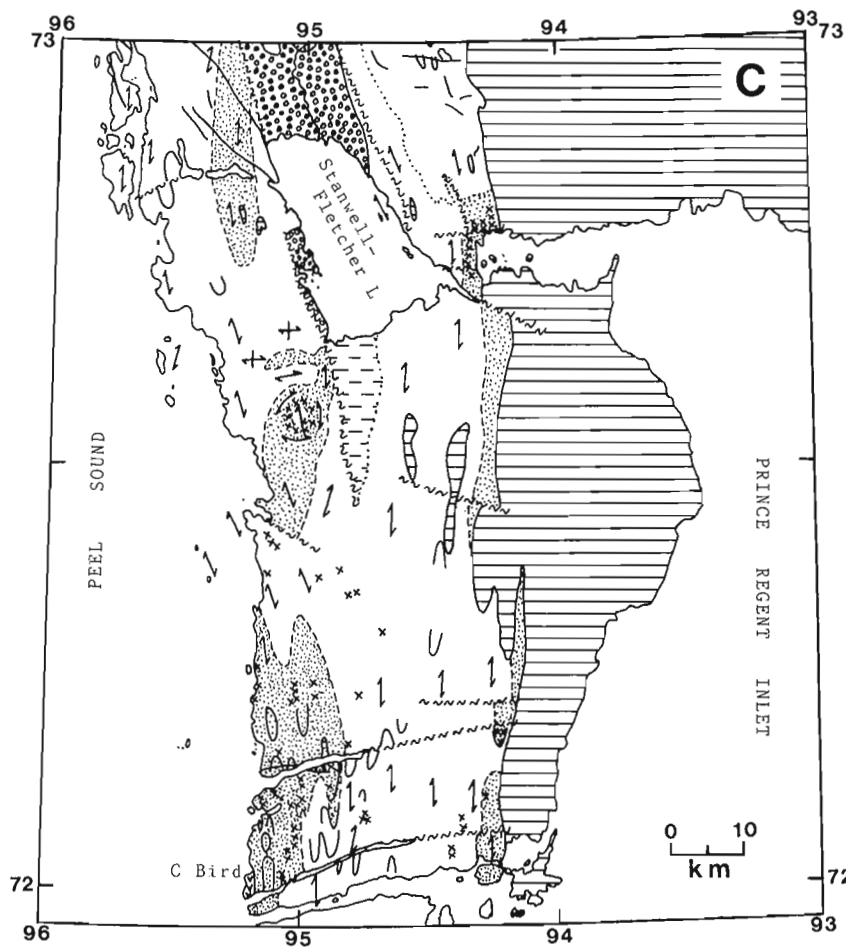 96
95
94
93
73
73
C
Stanwell-
Fletcher L
PEEL SOUND
PRINCE REGENT INLET
0 10
km
C Bird
72
72
96
95
94
93